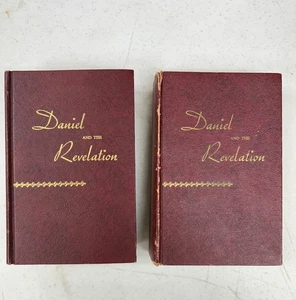 Daniel
AND THE
Revelation
Daniel
AND THE
Revelation